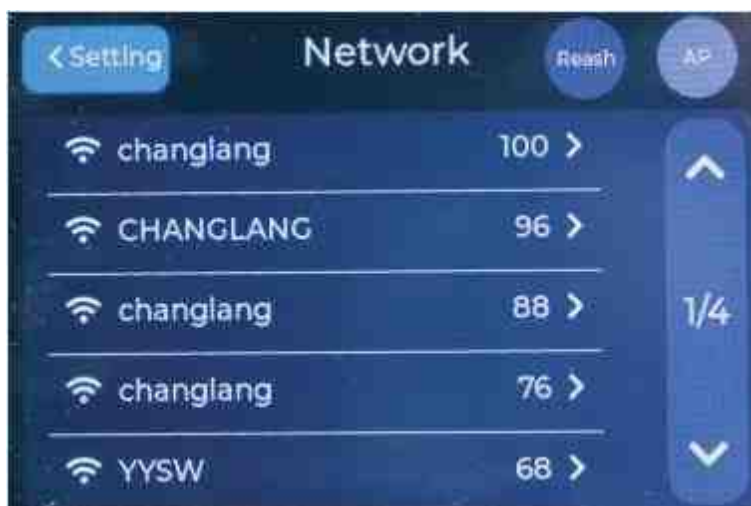 Setting Network Reash AP
changlang 100
CHANGLANG 96
changlang 88
changlang 76
YYSW 68
1/4